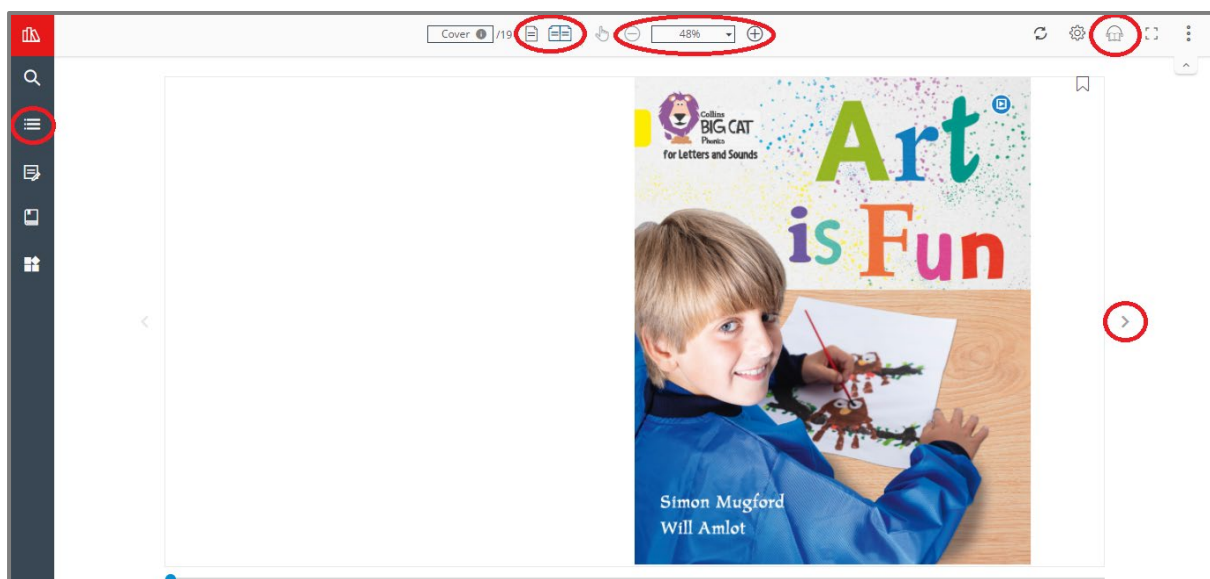 Cover /19
48%
Collins
BIG CAT
Phonics
for Letters and Sounds
Art
is Fun
Simon Mugford
Will Amlot